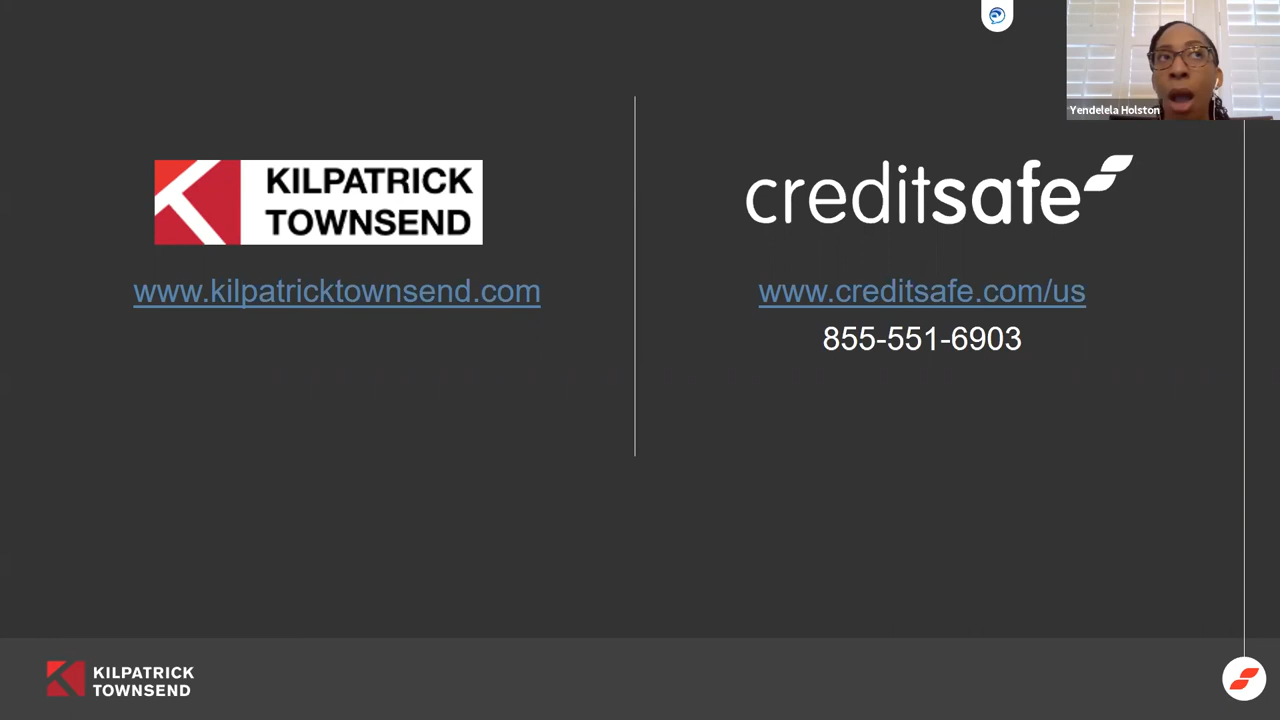 Yendelela Holston
KILPATRICK
TOWNSEND
www.kilpatricktownsend.com
creditsafe
www.creditsafe.com/us
855-551-6903
KILPATRICK
TOWNSEND